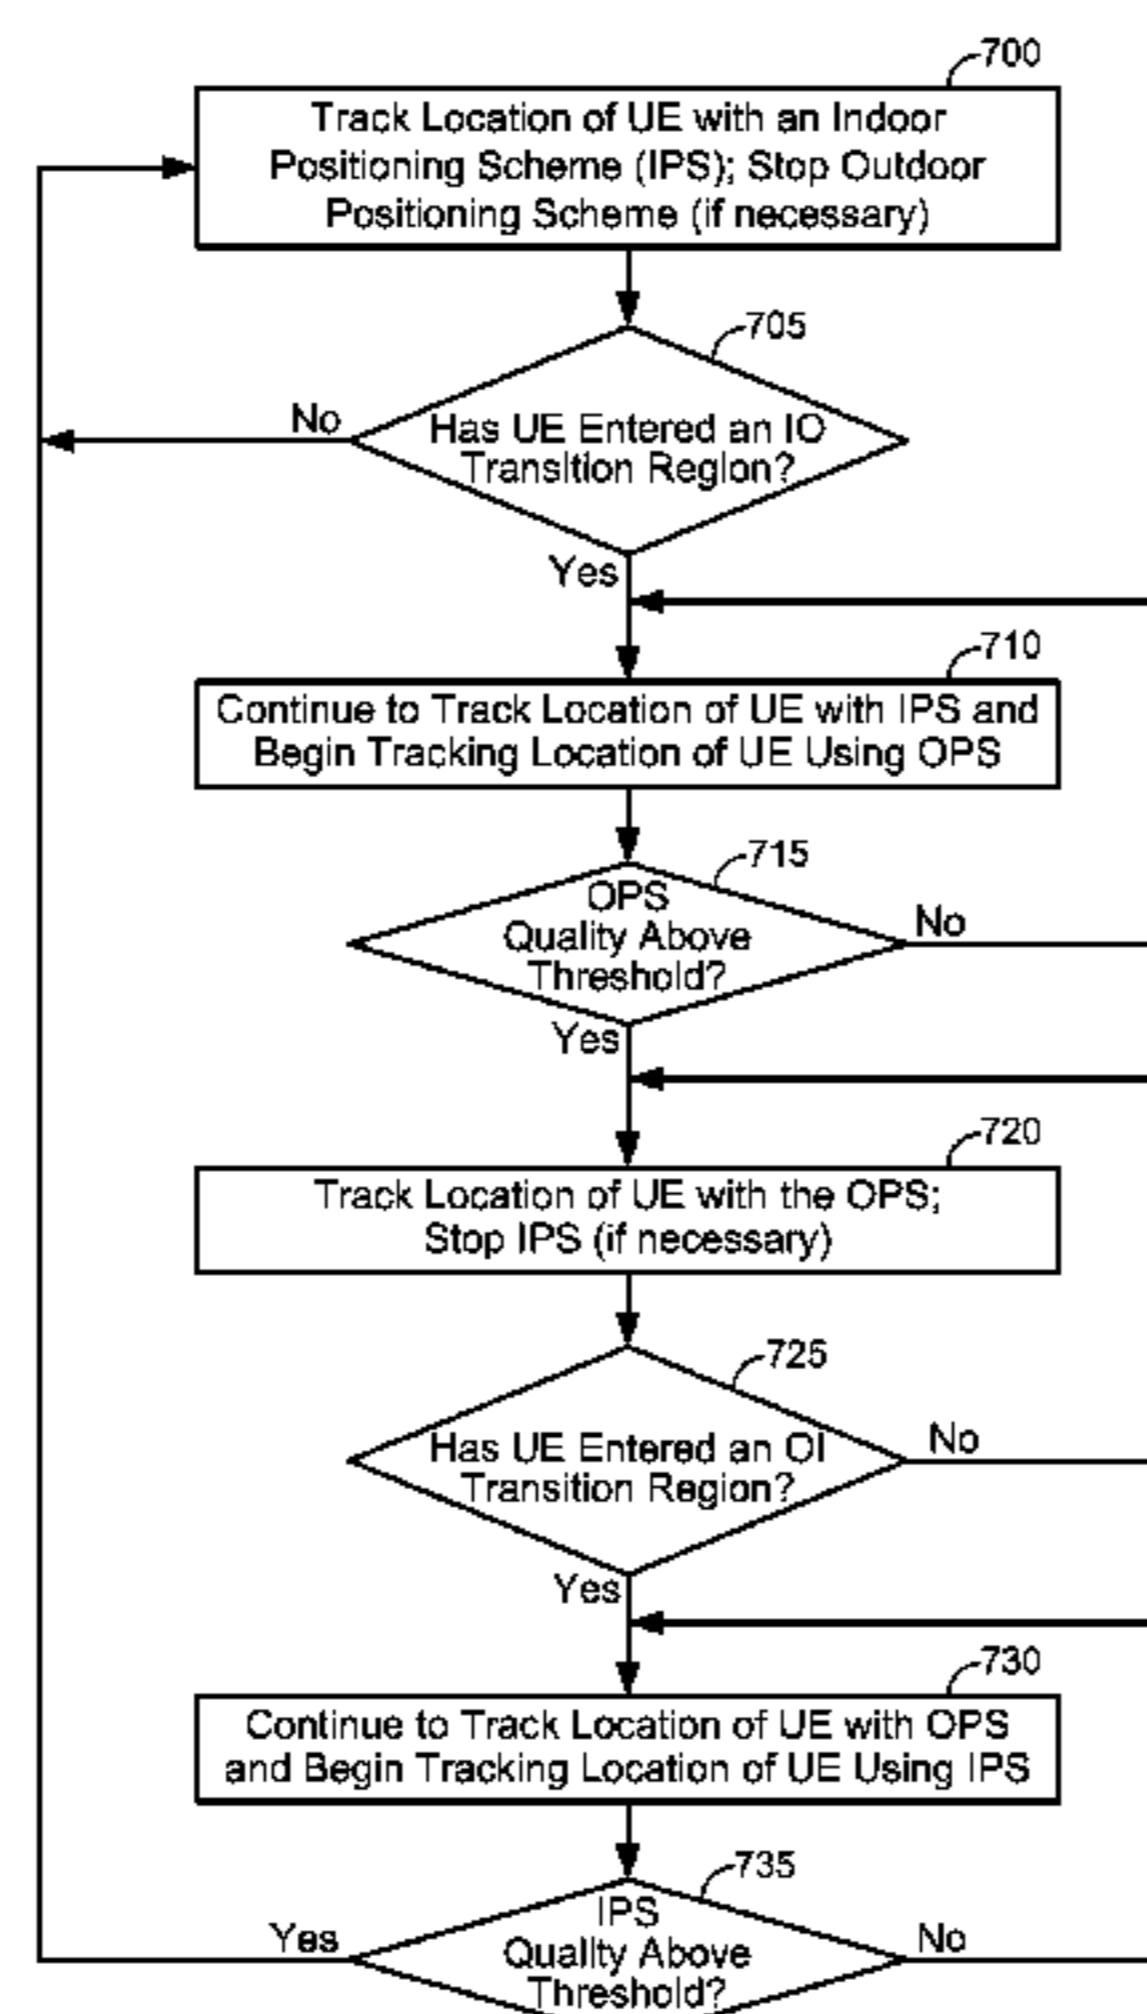 700
Track Location of UE with an Indoor
Positioning Scheme (IPS); Stop Outdoor
Positioning Scheme (if necessary)
705
No
Has UE Entered an IO
Transition Region?
Yes
710
Continue to Track Location of UE with IPS and
Begin Tracking Location of UE Using OPS
715
OPS
Quality Above
Threshold?
No
Yes
720
Track Location of UE with the OPS;
Stop IPS (if necessary)
725
Has UE Entered an OI
Transition Region?
No
Yes
730
Continue to Track Location of UE with OPS
and Begin Tracking Location of UE Using IPS
735
Yes
IPS
Quality Above
Threshold?
No